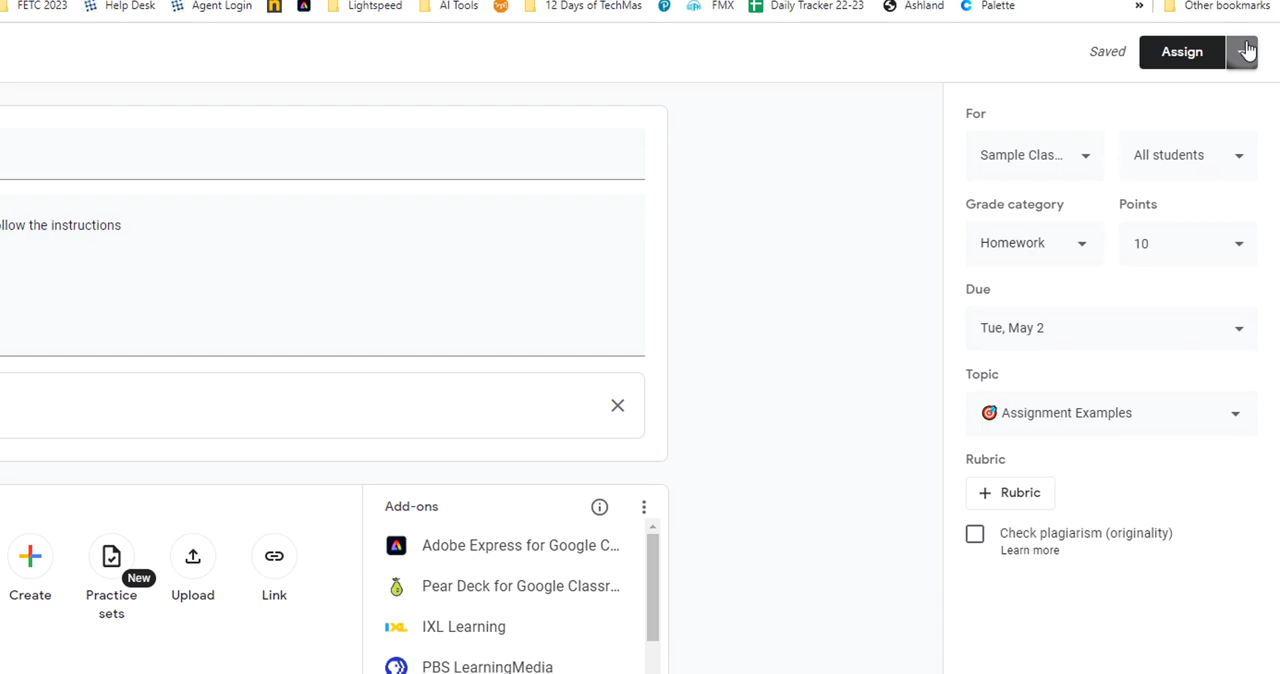 FETC 2023 Help Desk Agent Login Lightspeed AI Tools 12 Days of TechMas FMX Daily Tracker 22-23 Ashland Palette » Other bookmarks
Saved Assign
For
Sample Clas... All students
Grade category Points
Homework 10
Due
Tue, May 2
Topic
Assignment Examples
Rubric
+ Rubric
Check plagiarism (originality)
Learn more
llow the instructions
Create
Practice sets
New
Upload
Link
Add-ons
Adobe Express for Google C...
Pear Deck for Google Classr...
IXL IXL Learning
PBS LearningMedia